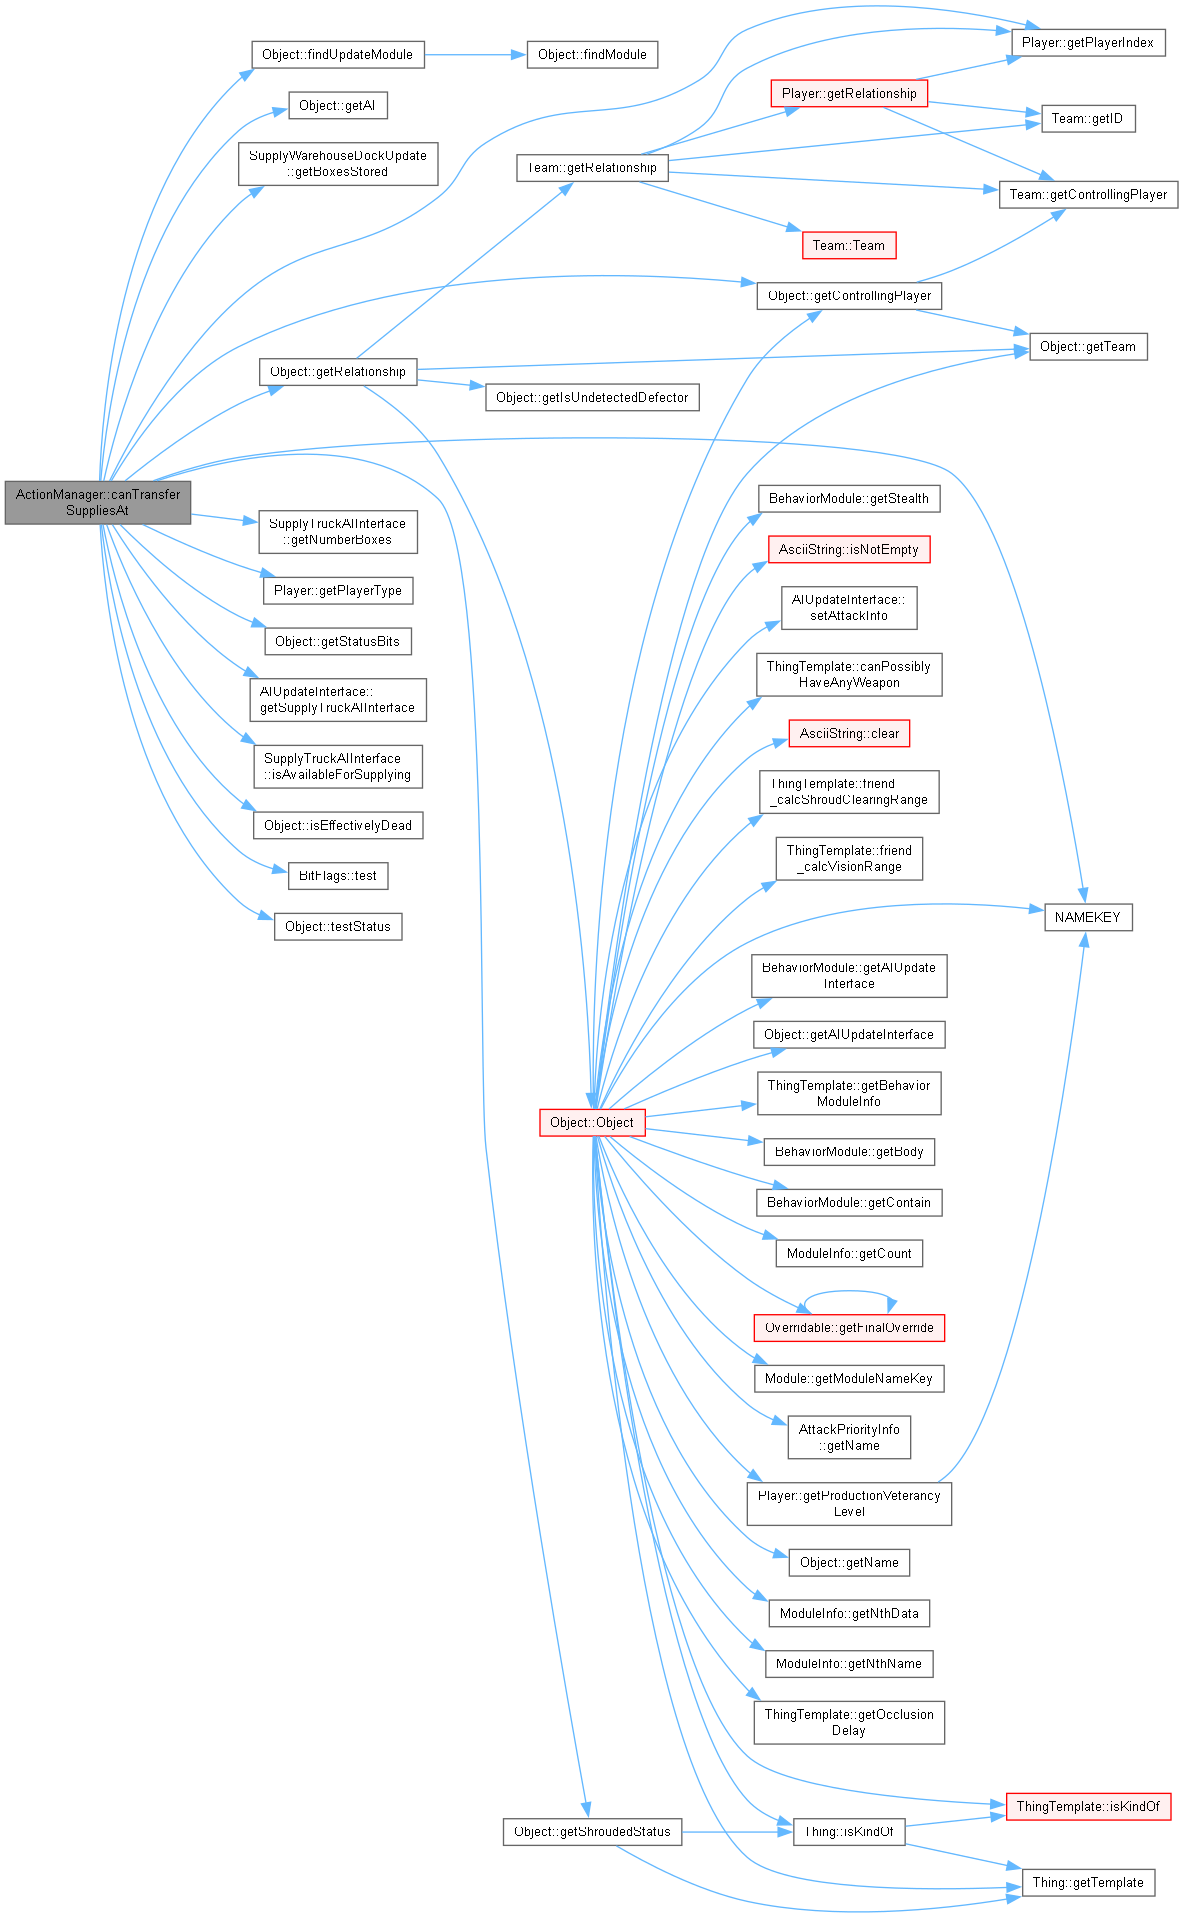 ActionManager::canTransfer
SuppliesAt
Object::findUpdateModule
Object::findModule
Object::getAI
SupplyWarehouseDockUpdate
::getBoxesStored
Object::getRelationship
SupplyTruckAIInterface
::getNumberBoxes
Player::getPlayerType
Object::getStatusBits
AIUpdateInterface::
getSupplyTruckAIInterface
SupplyTruckAIInterface
::isAvailableForSupplying
Object::isEffectivelyDead
BitFlags::test
Object::testStatus
Team::getRelationship
Object::getIsUndetectedDefector
Object::Object
Object::getShroudedStatus
Player::getRelationship
Team::Team
Object::getControllingPlayer
BehaviorModule::getStealth
AsciiString::isNotEmpty
AIUpdateInterface::
setAttackInfo
ThingTemplate::canPossibly
HaveAnyWeapon
AsciiString::clear
ThingTemplate::friend
_calcShroudClearingRange
ThingTemplate::friend
_calcVisionRange
BehaviorModule::getAIUpdate
Interface
Object::getAIUpdateInterface
ThingTemplate::getBehavior
ModuleInfo
BehaviorModule::getBody
BehaviorModule::getContain
ModuleInfo::getCount
Overridable::getFinalOverride
Module::getModuleNameKey
AttackPriorityInfo
::getName
Player::getProductionVeterancy
Level
Object::getName
ModuleInfo::getNthData
ModuleInfo::getNthName
ThingTemplate::getOcclusion
Delay
Thing::isKindOf
Player::getPlayerIndex
Team::getID
Team::getControllingPlayer
Object::getTeam
NAMEKEY
ThingTemplate::isKindOf
Thing::getTemplate